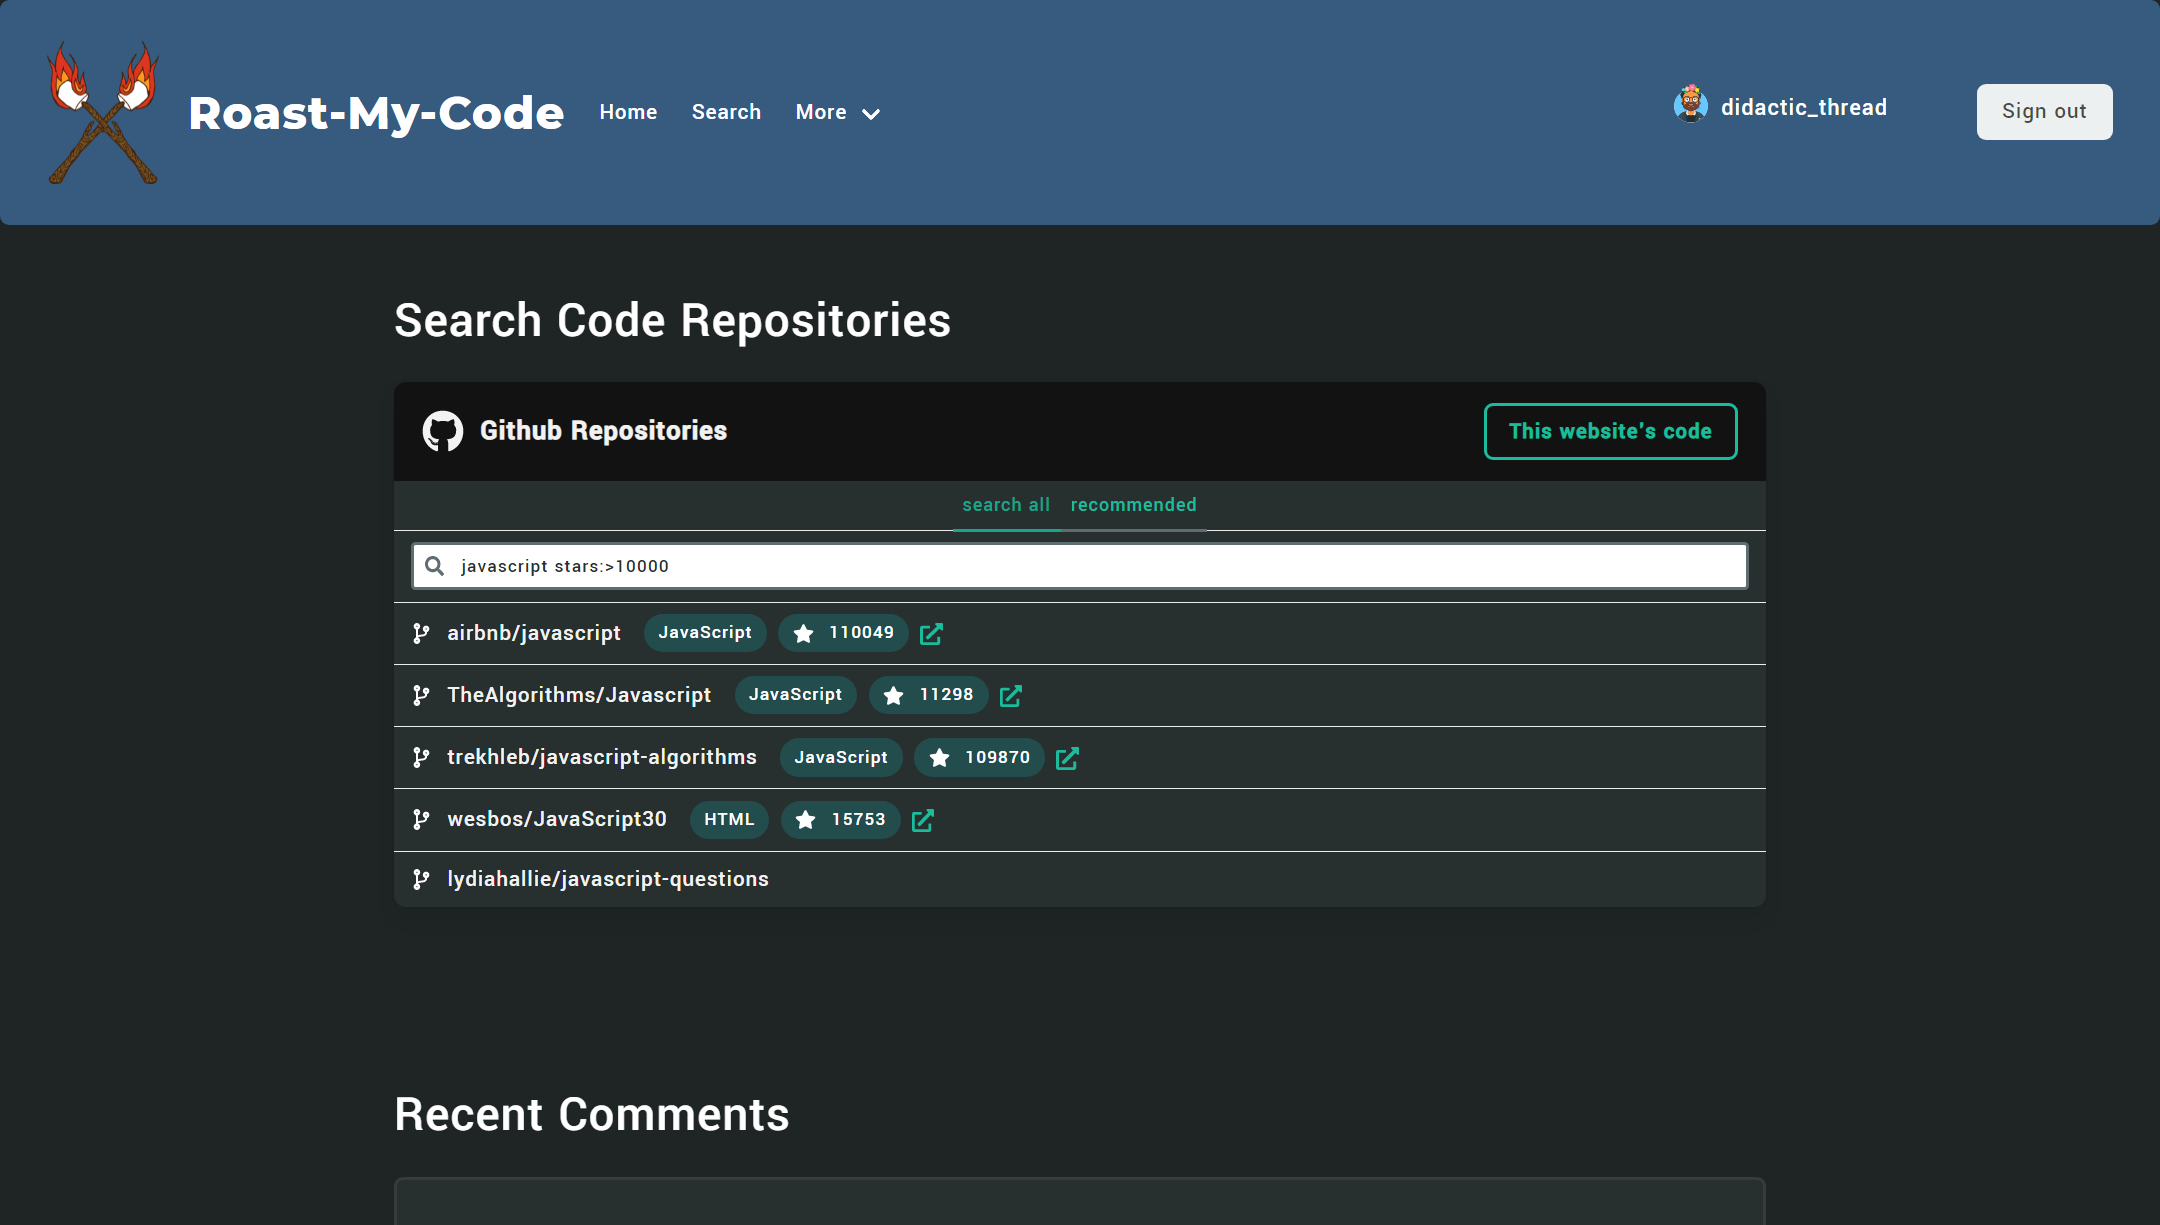 Roast-My-Code Home Search More didactic_thread Sign out
Search Code Repositories
Github Repositories This website's code
search all recommended
javascript stars:>10000
airbnb/javascript JavaScript 110049
TheAlgorithms/Javascript JavaScript 11298
trekhleb/javascript-algorithms JavaScript 109870
wesbos/JavaScript30 HTML 15753
lydiahallie/javascript-questions
Recent Comments